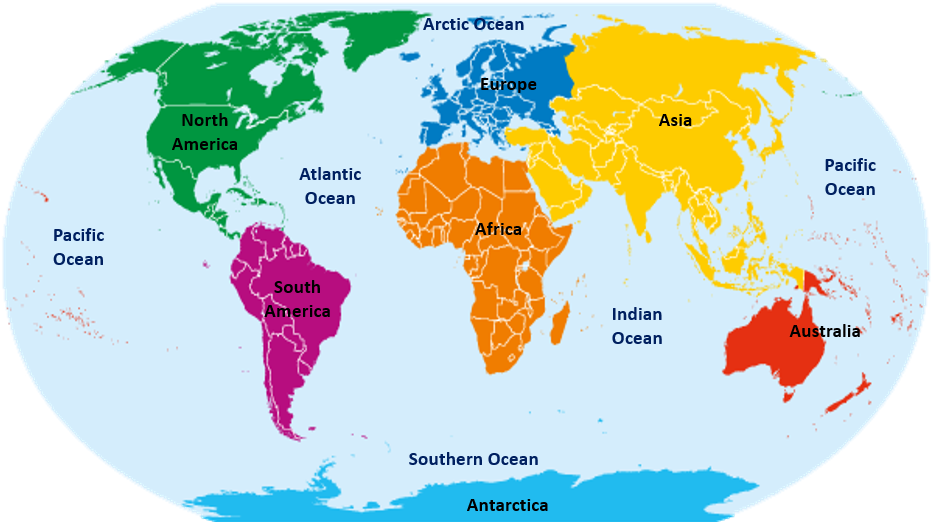 Arctic Ocean
Europe
North
America
Asia
Atlantic
Ocean
Pacific
Ocean
Africa
Pacific
Ocean
South
America
Indian
Ocean
Australia
Southern Ocean
Antarctica